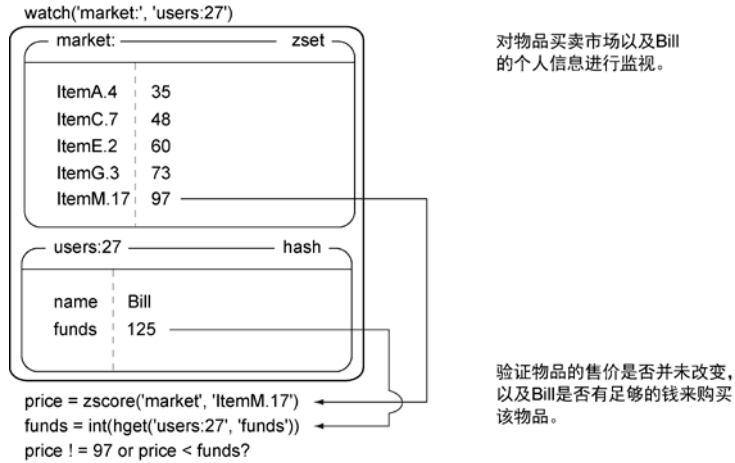 watch('market:', 'users:27')
market: zset
ItemA.4 35
ItemC.7 48
ItemE.2 60
ItemG.3 73
ItemM.17 97
users:27 hash
name Bill
funds 125
price = zscore('market', 'ItemM.17')
funds = int(hget('users:27', 'funds'))
price ! = 97 or price < funds?
对物品买卖市场以及Bill
的个人信息进行监视。
验证物品的售价是否并未改变,
以及Bill是否有足够的钱来购买
该物品。